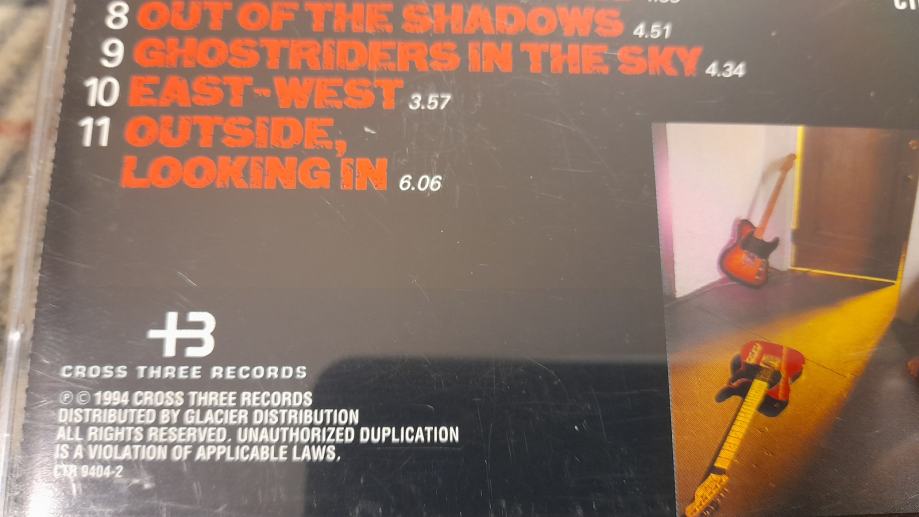 8 OUT OF THE SHADOWS 4.51
9 GHOSTRIDERS IN THE SKY 4.34
10 EAST-WEST 3.57
11 OUTSIDE,
LOOKING IN 6.06
+3
CROSS THREE RECORDS
℗ © 1994 CROSS THREE RECORDS
DISTRIBUTED BY GLACIER DISTRIBUTION
ALL RIGHTS RESERVED. UNAUTHORIZED DUPLICATION
IS A VIOLATION OF APPLICABLE LAWS.
CTR 9404-2